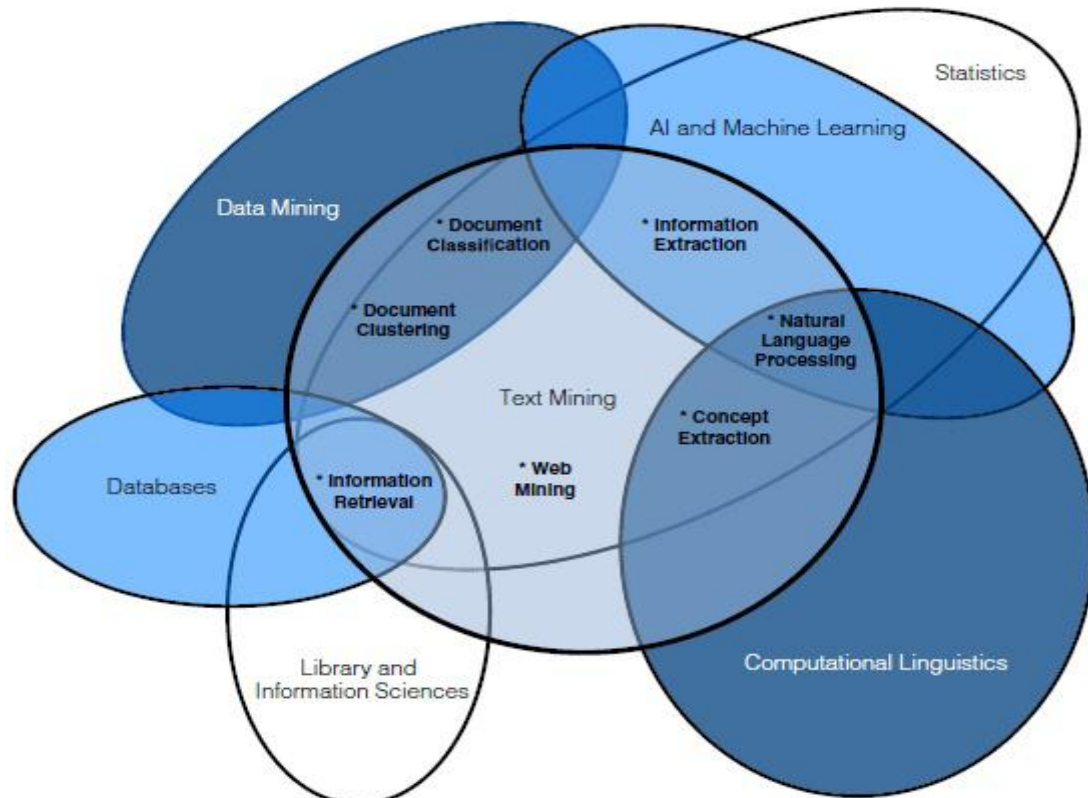 Statistics
AI and Machine Learning
Data Mining
* Document
Classification
* Information
Extraction
* Document
Clustering
* Natural
Language
Processing
Text Mining
* Concept
Extraction
* Web
Mining
Databases
* Information
Retrieval
Library and
Information Sciences
Computational Linguistics